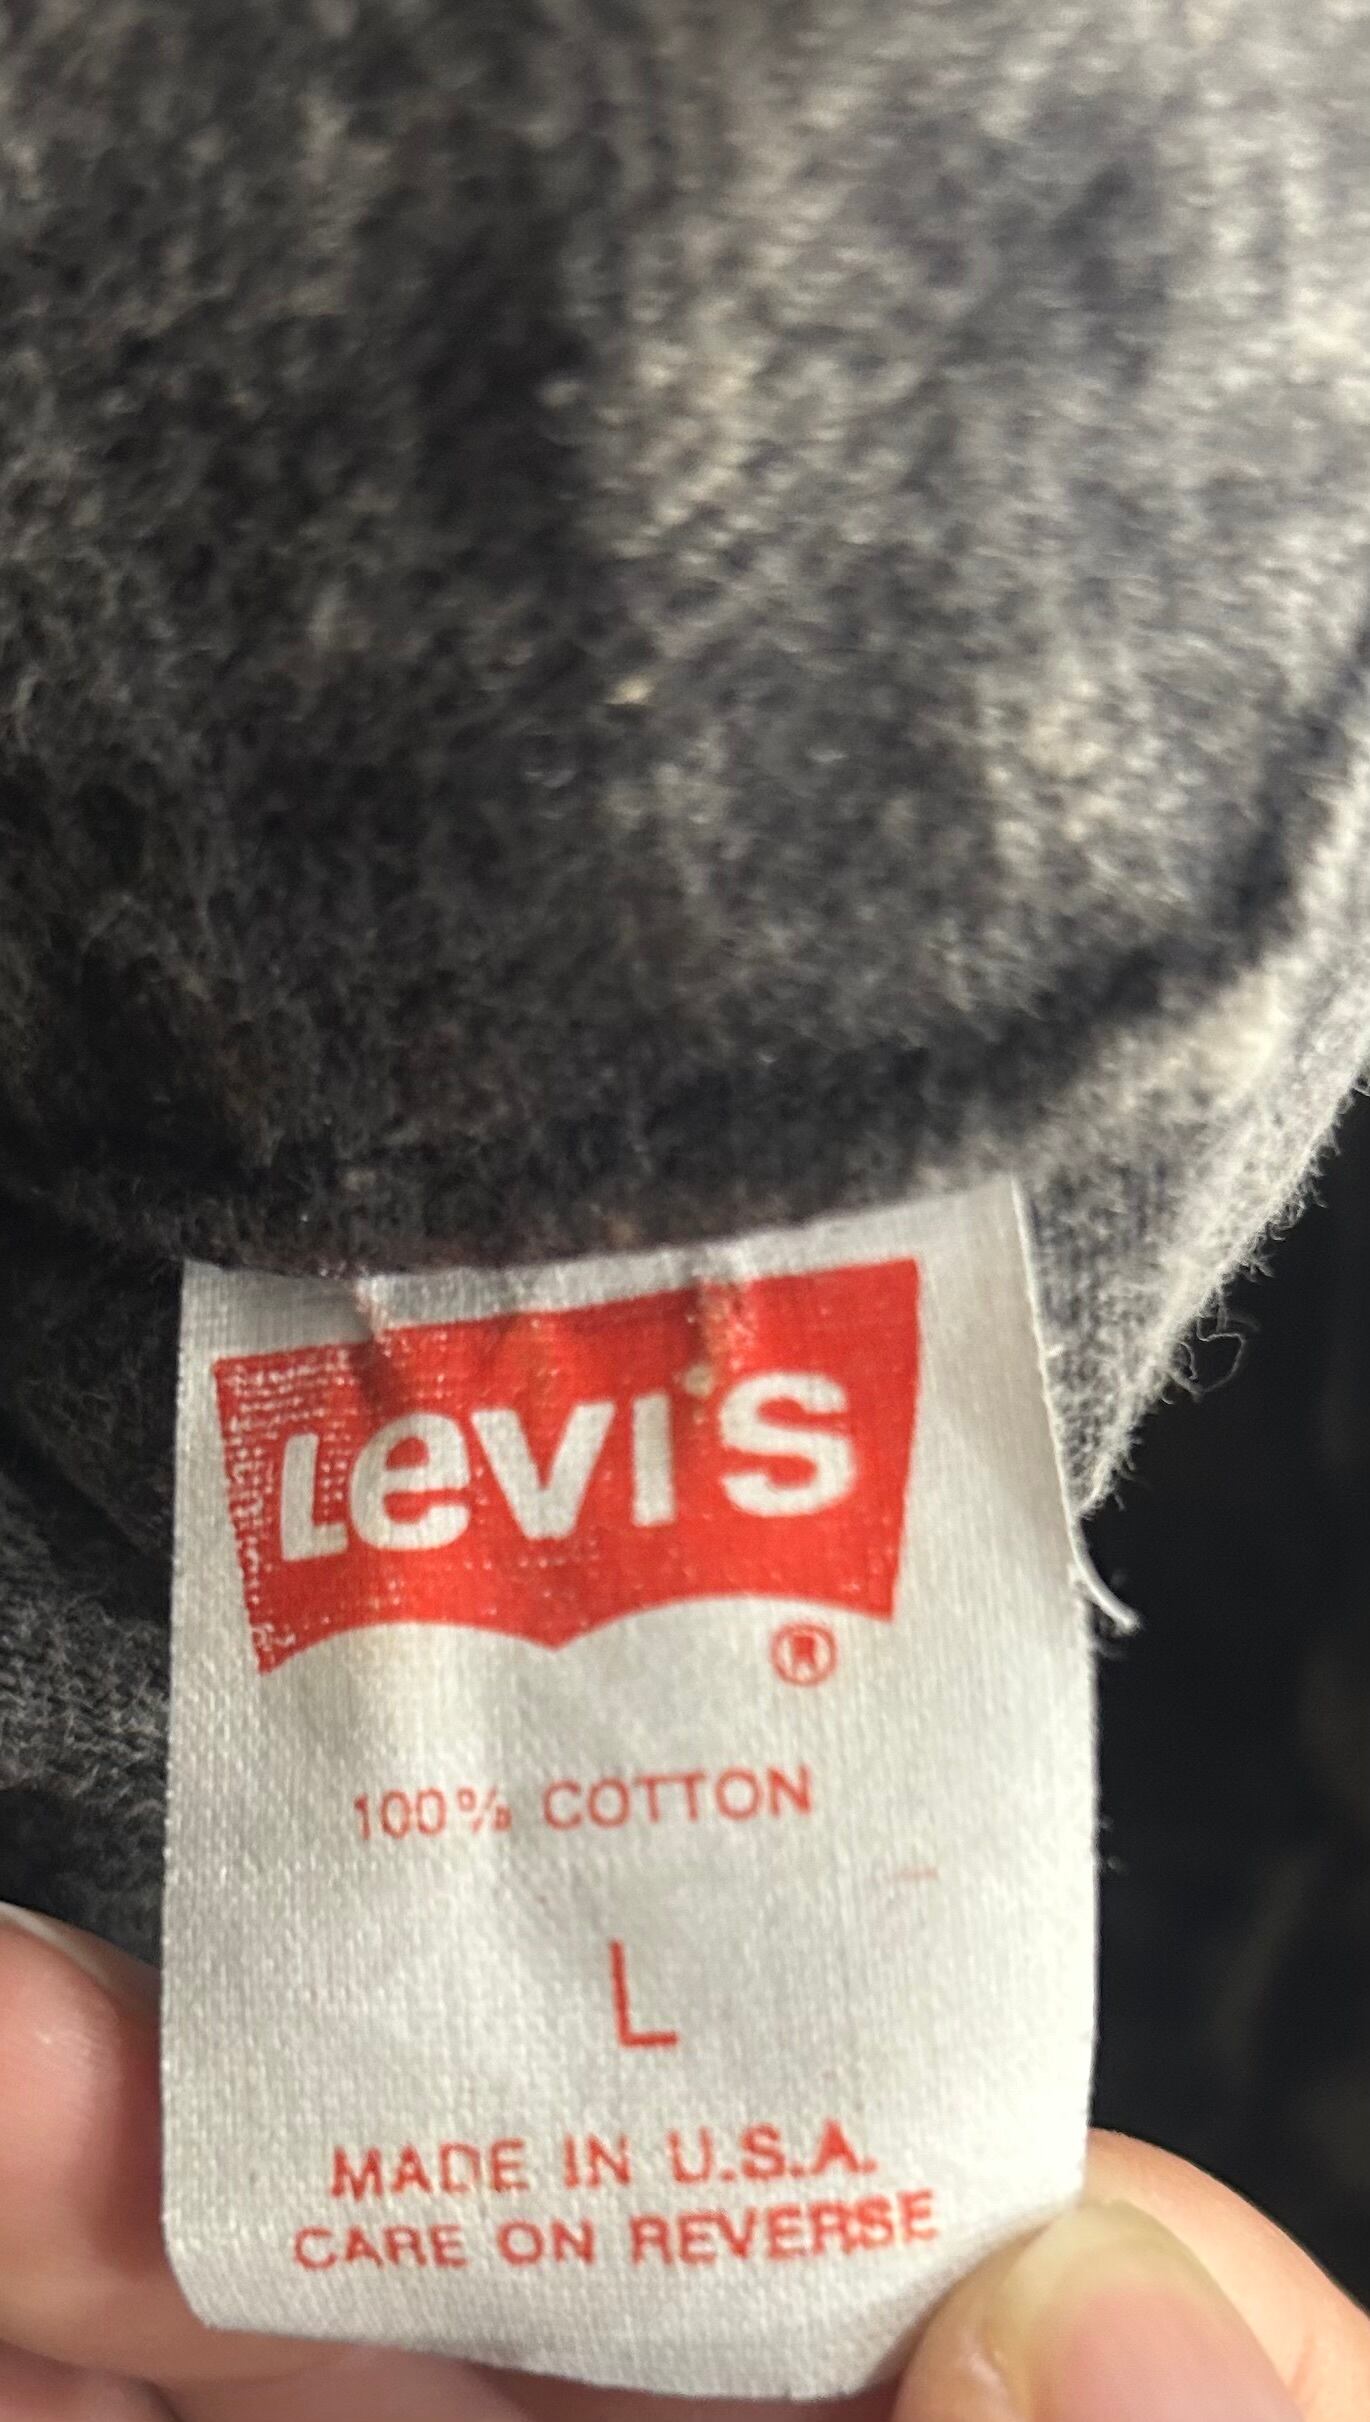 LeVI'S
®
100% COTTON
L
MADE IN U.S.A.
CARE ON REVERSE